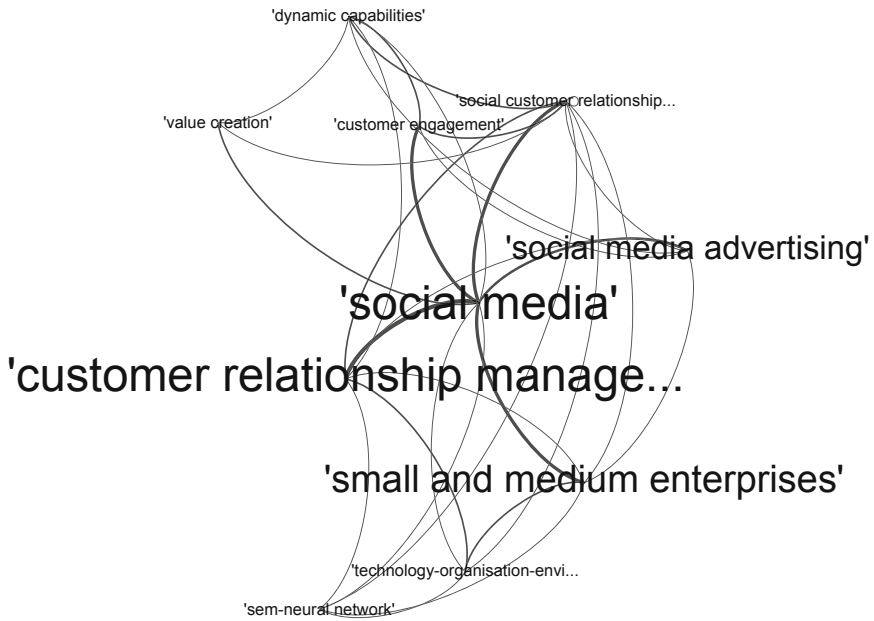 'dynamic capabilities'
'social customer relationship...
'value creation'
'customer engagement'
'social media advertising'
'social media'
'customer relationship manage...
'small and medium enterprises'
'technology-organisation-envi...
'sem-neural network'